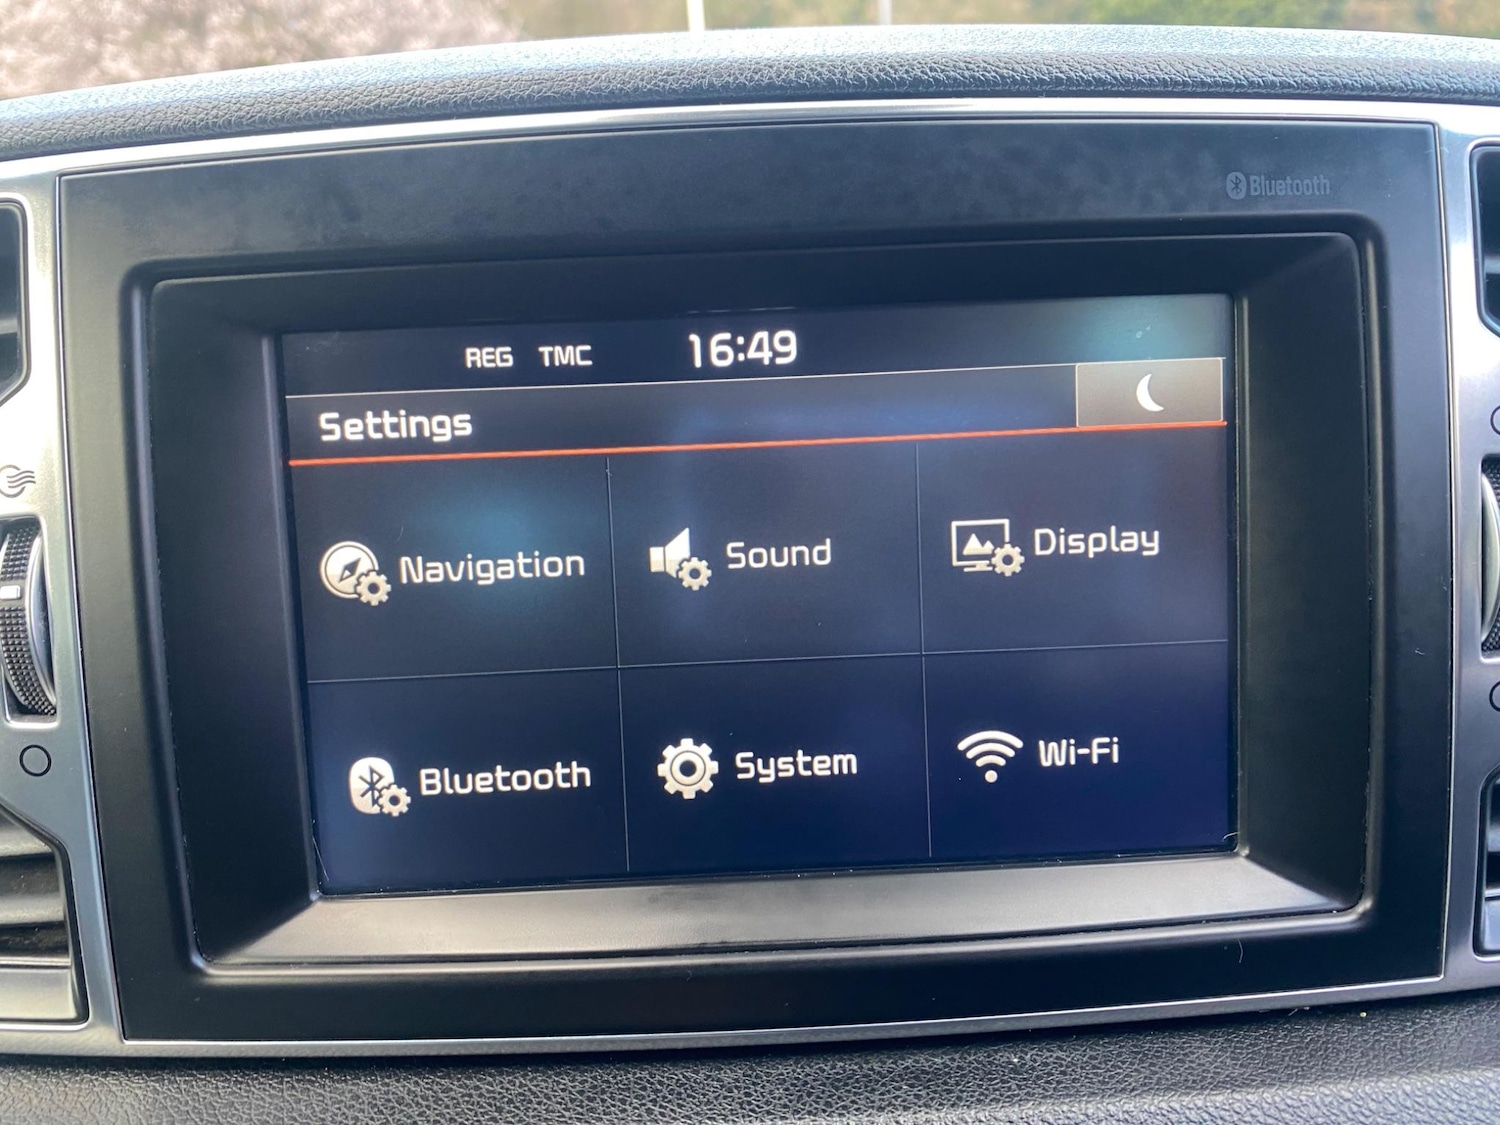 Bluetooth
REG TMC 16:49
Settings
Navigation Sound Display
Bluetooth System Wi-Fi